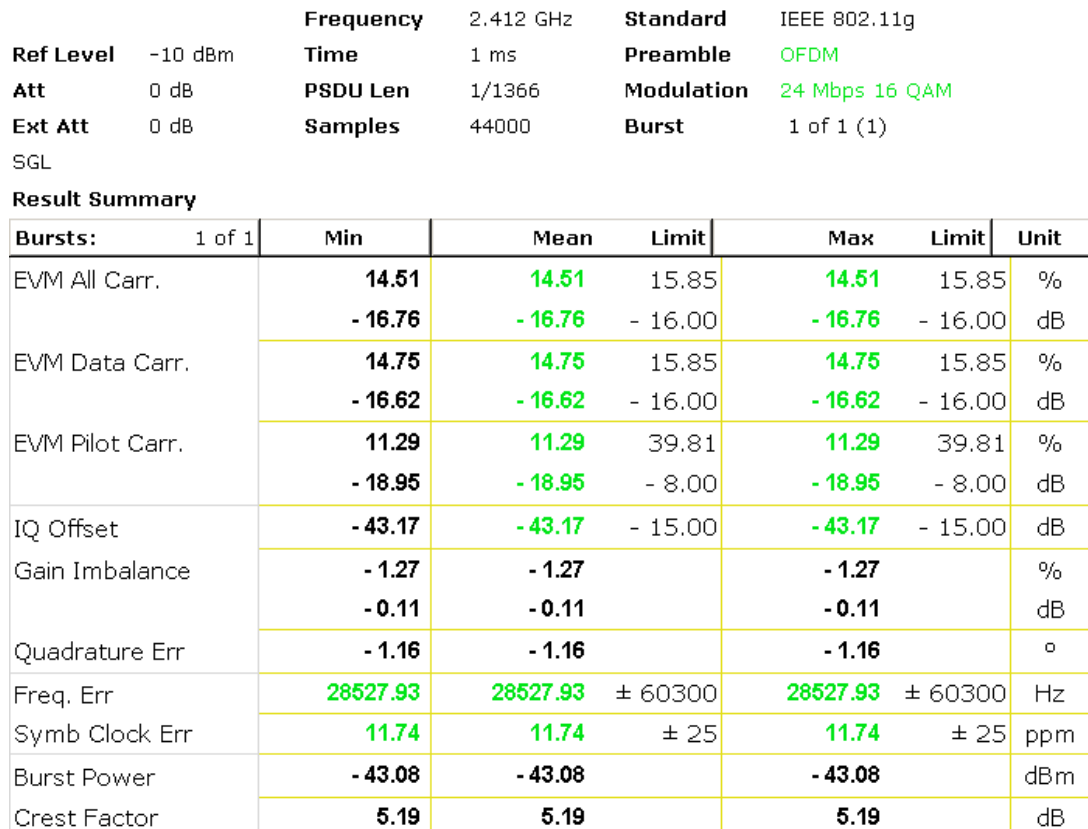 Frequency 2.412 GHz Standard IEEE 802.11g
Ref Level -10 dBm Time 1 ms Preamble OFDM
Att 0 dB PSDU Len 1/1366 Modulation 24 Mbps 16 QAM
Ext Att 0 dB Samples 44000 Burst 1 of 1 (1)
SGL
Result Summary
Bursts: 1 of 1 Min Mean Limit Max Limit Unit
EVM All Carr. 14.51 14.51 15.85 14.51 15.85 %
- 16.76 - 16.76 - 16.00 - 16.76 - 16.00 dB
EVM Data Carr. 14.75 14.75 15.85 14.75 15.85 %
- 16.62 - 16.62 - 16.00 - 16.62 - 16.00 dB
EVM Pilot Carr. 11.29 11.29 39.81 11.29 39.81 %
- 18.95 - 18.95 - 8.00 - 18.95 - 8.00 dB
IQ Offset - 43.17 - 43.17 - 15.00 - 43.17 - 15.00 dB
Gain Imbalance - 1.27 - 1.27 - 1.27 %
- 0.11 - 0.11 - 0.11 dB
Quadrature Err - 1.16 - 1.16 - 1.16 °
Freq. Err 28527.93 28527.93 ± 60300 28527.93 ± 60300 Hz
Symb Clock Err 11.74 11.74 ± 25 11.74 ± 25 ppm
Burst Power - 43.08 - 43.08 - 43.08 dBm
Crest Factor 5.19 5.19 5.19 dB